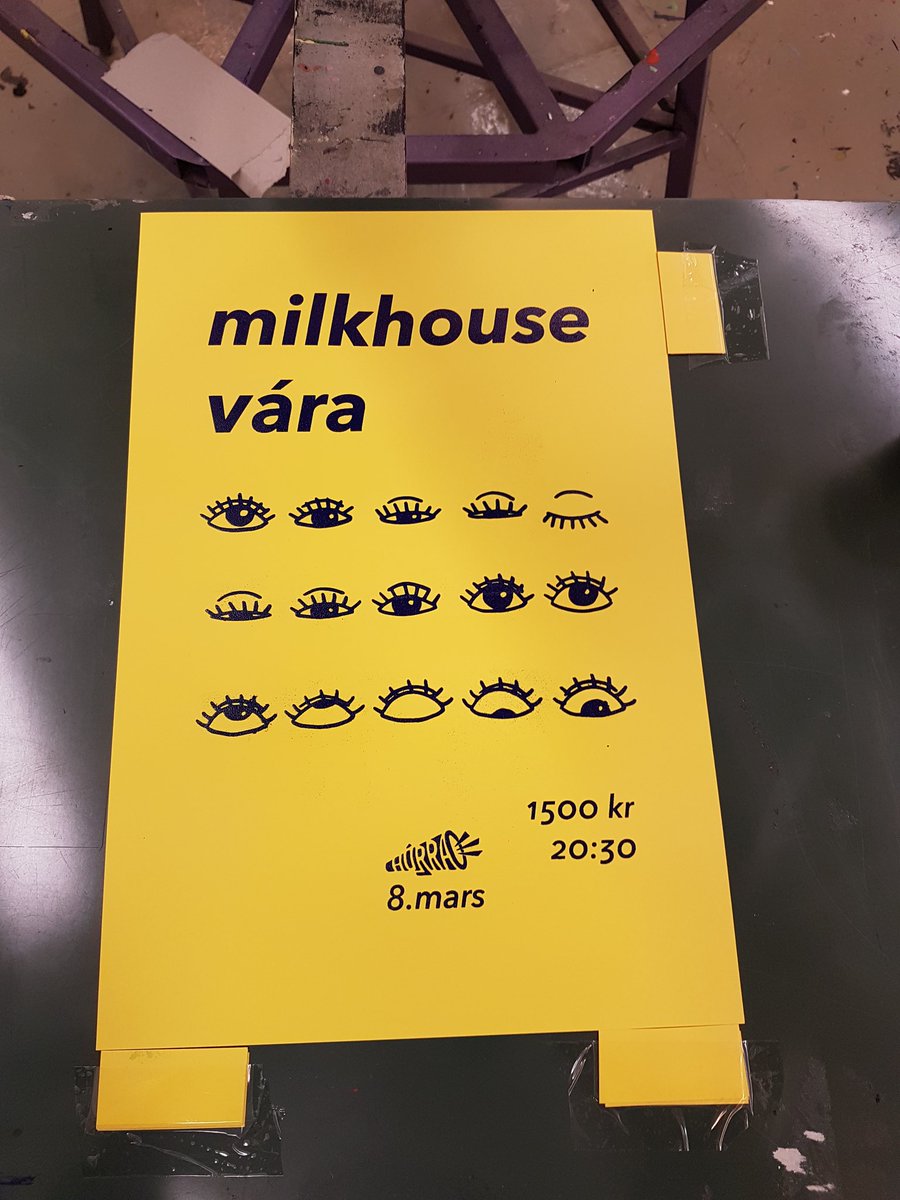 milkhouse
vára
1500 kr
20:30
HÚRRA
8.mars